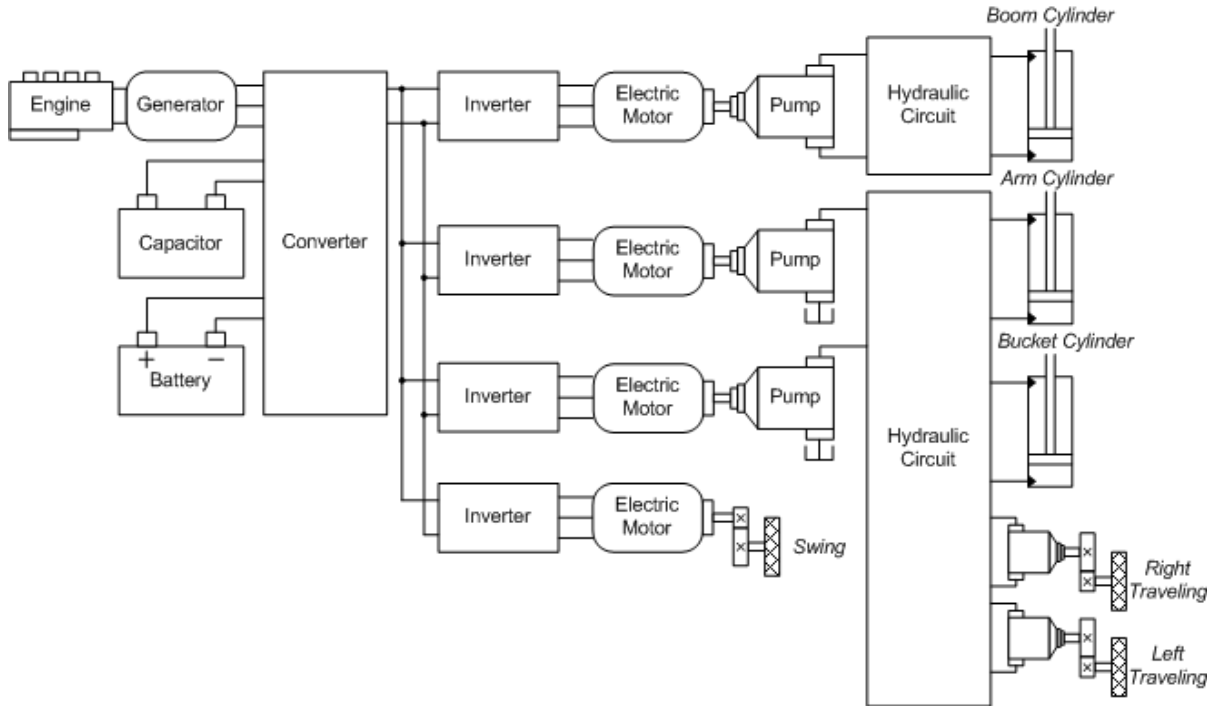 Boom Cylinder
Engine
Generator
Inverter
Electric
Motor
Pump
Hydraulic
Circuit
Arm Cylinder
Capacitor
Converter
Inverter
Electric
Motor
Pump
Bucket Cylinder
+ −
Battery
Inverter
Electric
Motor
Pump
Hydraulic
Circuit
Inverter
Electric
Motor
Swing
Right
Traveling
Left
Traveling